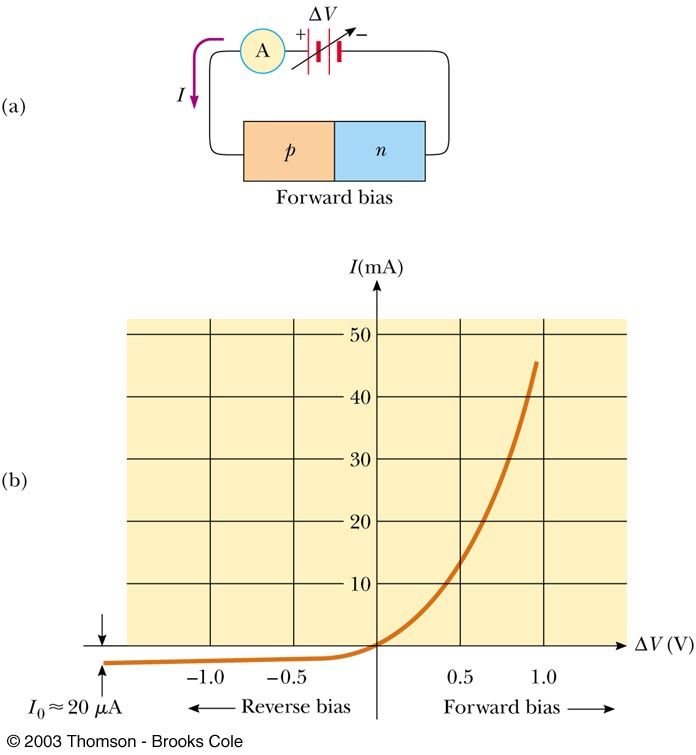 ΔV
+
−
A
I
(a)
p
n
Forward bias
I(mA)
50
40
30
(b)
20
10
ΔV (V)
−1.0
−0.5
0.5
1.0
I₀ ≈ 20 μA
Reverse bias
Forward bias
© 2003 Thomson - Brooks Cole